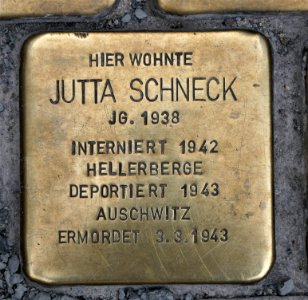 HIER WOHNTE
JUTTA SCHNECK
JG. 1938
INTERNIERT 1942
HELLERBERGE
DEPORTIERT 1943
AUSCHWITZ
ERMORDET 3.3.1943